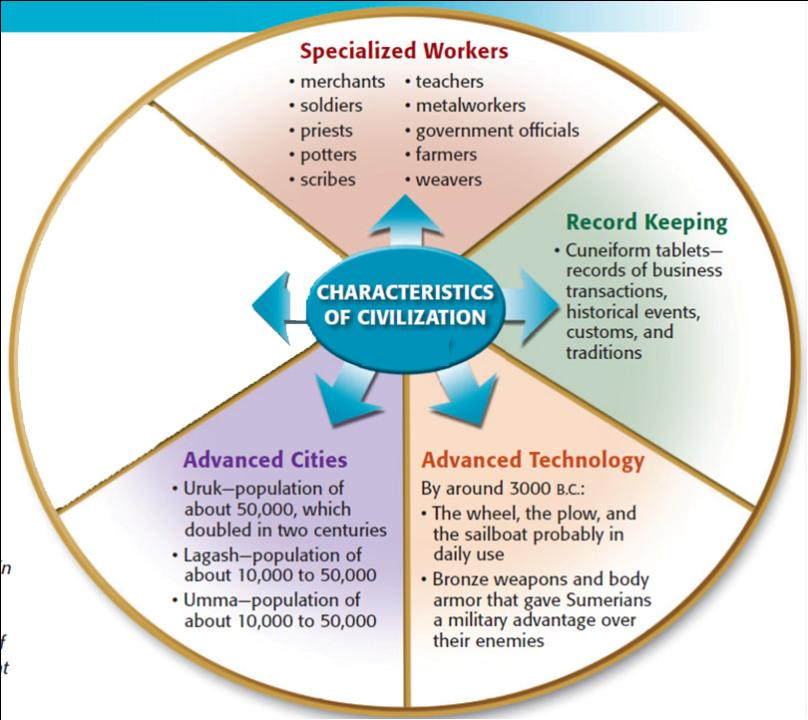 Specialized Workers
• merchants
• soldiers
• priests
• potters
• scribes
• teachers
• metalworkers
• government officials
• farmers
• weavers
Record Keeping
• Cuneiform tablets—
records of business
transactions,
historical events,
customs, and
traditions
CHARACTERISTICS
OF CIVILIZATION
Advanced Cities
• Uruk—population of
about 50,000, which
doubled in two centuries
• Lagash—population of
about 10,000 to 50,000
• Umma—population of
about 10,000 to 50,000
Advanced Technology
By around 3000 B.C.:
• The wheel, the plow, and
the sailboat probably in
daily use
• Bronze weapons and body
armor that gave Sumerians
a military advantage over
their enemies